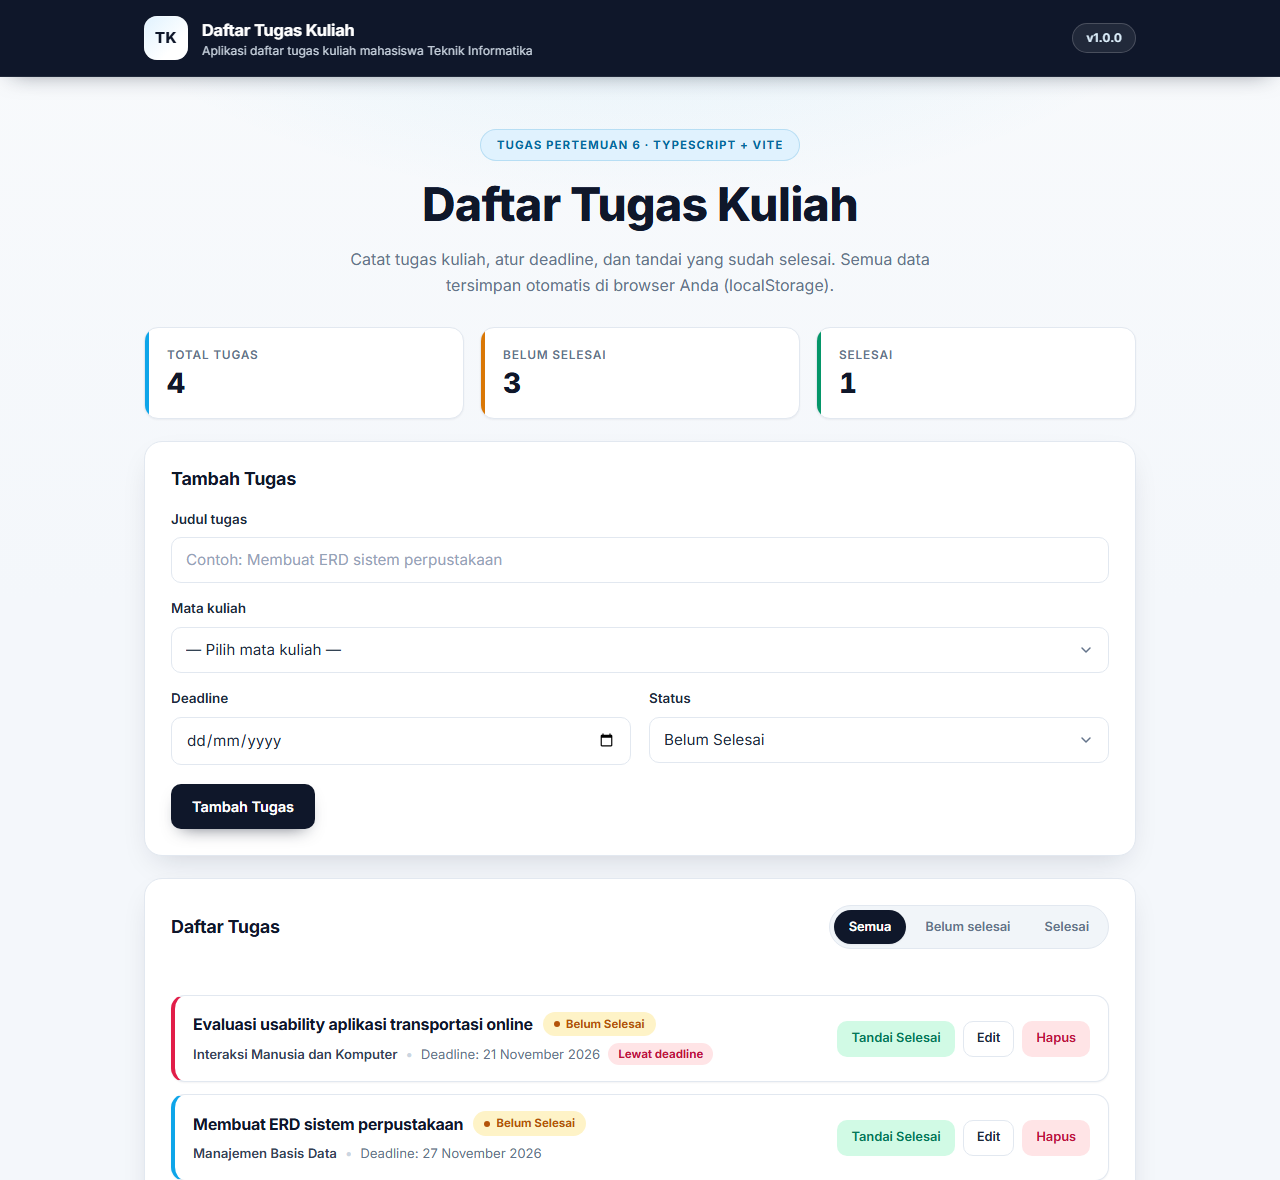 TK
Daftar Tugas Kuliah
Aplikasi daftar tugas kuliah mahasiswa Teknik Informatika
v1.0.0
TUGAS PERTEMUAN 6 · TYPESCRIPT + VITE
Daftar Tugas Kuliah
Catat tugas kuliah, atur deadline, dan tandai yang sudah selesai. Semua data
tersimpan otomatis di browser Anda (localStorage).
TOTAL TUGAS
4
BELUM SELESAI
3
SELESAI
1
Tambah Tugas
Judul tugas
Contoh: Membuat ERD sistem perpustakaan
Mata kuliah
— Pilih mata kuliah —
Deadline
dd/mm/yyyy
Status
Belum Selesai
Tambah Tugas
Daftar Tugas
Semua
Belum selesai
Selesai
Evaluasi usability aplikasi transportasi online
Belum Selesai
Interaksi Manusia dan Komputer • Deadline: 21 November 2026
Lewat deadline
Tandai Selesai
Edit
Hapus
Membuat ERD sistem perpustakaan
Belum Selesai
Manajemen Basis Data • Deadline: 27 November 2026
Tandai Selesai
Edit
Hapus